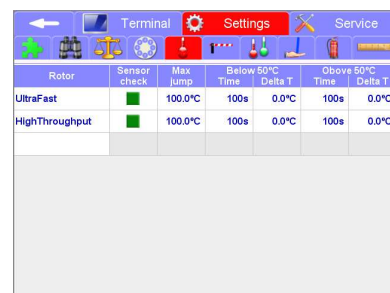 Terminal Settings Service
Rotor Sensor check Max jump Below 50°C Time Delta T Obove 50°C Time Delta T
UltraFast 100.0°C 100s 0.0°C 100s 0.0°C
HighThroughput 100.0°C 100s 0.0°C 100s 0.0°C